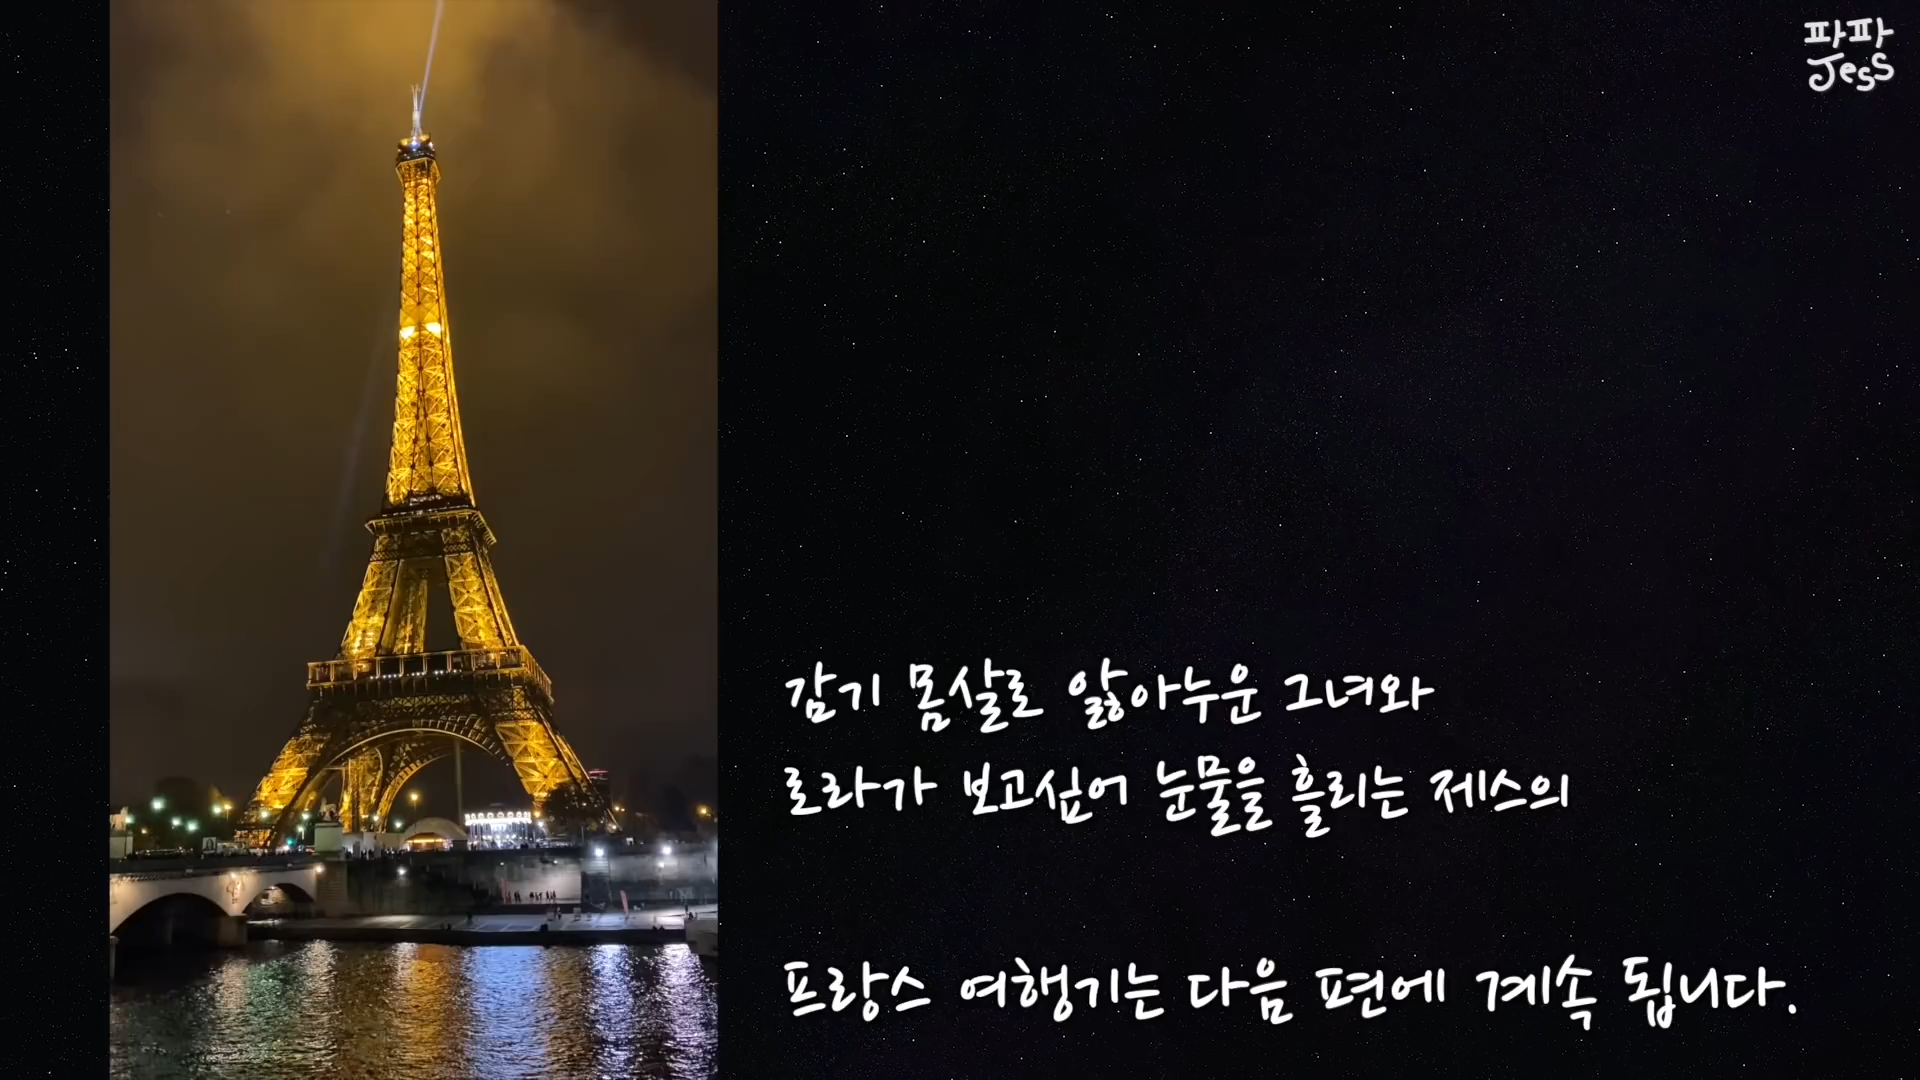 파파
Jess
감기 몸살로 앓아누운 그녀와
로라가 보고싶어 눈물을 흘리는 제스의
프랑스 여행기는 다음 편에 계속 됩니다.